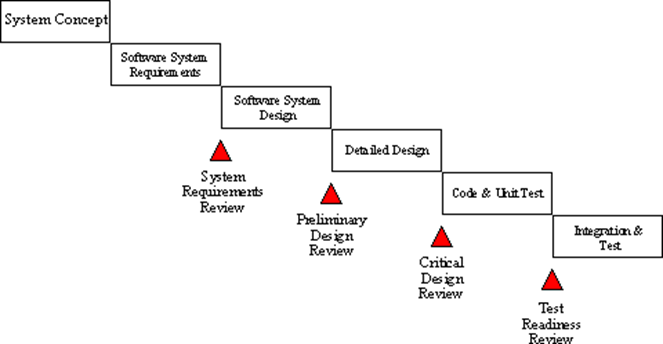 System Concept
Software System
Requirements
Software System
Design
Detailed Design
System
Requirements
Review
Code & Unit Test
Preliminary
Design
Review
Integration &
Test
Critical
Design
Review
Test
Readiness
Review